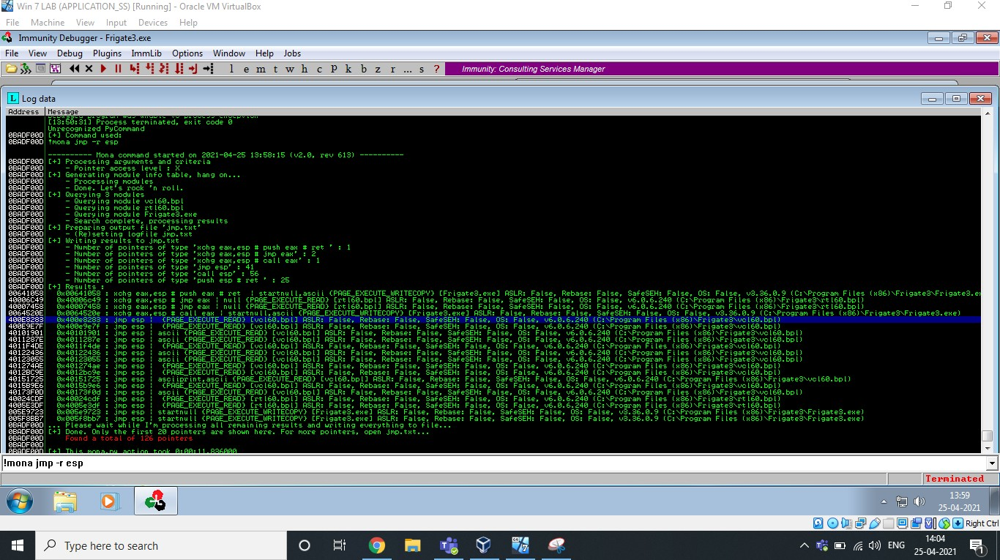 Win 7 LAB (APPLICATION_SS) [Running] - Oracle VM VirtualBox
File Machine View Input Devices Help
Immunity Debugger - Frigate3.exe
File View Debug Plugins ImmLib Options Window Help Jobs
l e m t w h c P k b z r ... s ? Immunity: Consulting Services Manager
L Log data
Address Message
Debugged program was unable to process exception
[13:50:31] Process terminated, exit code 0
Unrecognized PyCommand
0BADF00D [+] Command used:
0BADF00D !mona jmp -r esp
---------- Mona command started on 2021-04-25 13:58:15 (v2.0, rev 613) ----------
0BADF00D [+] Processing arguments and criteria
0BADF00D - Pointer access level : X
0BADF00D [+] Generating module info table, hang on...
0BADF00D - Processing modules
0BADF00D - Done. Let's rock 'n roll.
0BADF00D [+] Querying 3 modules
0BADF00D - Querying module vcl60.bpl
0BADF00D - Querying module rtl60.bpl
0BADF00D - Querying module Frigate3.exe
0BADF00D - Search complete, processing results
0BADF00D [+] Preparing output file 'jmp.txt'
0BADF00D - (Re)setting logfile jmp.txt
0BADF00D [+] Writing results to jmp.txt
0BADF00D - Number of pointers of type 'xchg eax,esp # push eax # ret ' : 1
0BADF00D - Number of pointers of type 'xchg eax,esp # jmp eax' : 2
0BADF00D - Number of pointers of type 'xchg eax,esp # call eax' : 1
0BADF00D - Number of pointers of type 'jmp esp' : 41
0BADF00D - Number of pointers of type 'call esp' : 56
0BADF00D - Number of pointers of type 'push esp # ret ' : 25
0BADF00D [+] Results :
00641058 0x00641058 : xchg eax,esp # push eax # ret | startnull,ascii {PAGE_EXECUTE_WRITECOPY} [Frigate3.exe] ASLR: False, Rebase: False, SafeSEH: False, OS: False, v3.36.0.9 (C:\Program Files (x86)\Frigate3\Frigate3.ex
40006C49 0x40006c49 : xchg eax,esp # jmp eax | null {PAGE_EXECUTE_READ} [rtl60.bpl] ASLR: False, Rebase: False, SafeSEH: False, OS: False, v6.0.6.240 (C:\Program Files (x86)\Frigate3\rtl60.bpl)
40007458 0x40007458 : xchg eax,esp # jmp eax | null {PAGE_EXECUTE_READ} [rtl60.bpl] ASLR: False, Rebase: False, SafeSEH: False, OS: False, v6.0.6.240 (C:\Program Files (x86)\Frigate3\rtl60.bpl)
0064520E 0x0064520e : xchg eax,esp # call eax | startnull,ascii {PAGE_EXECUTE_WRITECOPY} [Frigate3.exe] ASLR: False, Rebase: False, SafeSEH: False, OS: False, v3.36.0.9 (C:\Program Files (x86)\Frigate3\Frigate3.exe)
400E8283 0x400e8283 : jmp esp | {PAGE_EXECUTE_READ} [vcl60.bpl] ASLR: False, Rebase: False, SafeSEH: False, OS: False, v6.0.6.240 (C:\Program Files (x86)\Frigate3\vcl60.bpl)
400E9E7F 0x400e9e7f : jmp esp | {PAGE_EXECUTE_READ} [vcl60.bpl] ASLR: False, Rebase: False, SafeSEH: False, OS: False, v6.0.6.240 (C:\Program Files (x86)\Frigate3\vcl60.bpl)
40101901 0x40101901 : jmp esp | ascii {PAGE_EXECUTE_READ} [vcl60.bpl] ASLR: False, Rebase: False, SafeSEH: False, OS: False, v6.0.6.240 (C:\Program Files (x86)\Frigate3\vcl60.bpl)
4011287E 0x4011287e : jmp esp | ascii {PAGE_EXECUTE_READ} [vcl60.bpl] ASLR: False, Rebase: False, SafeSEH: False, OS: False, v6.0.6.240 (C:\Program Files (x86)\Frigate3\vcl60.bpl)
4011F4DE 0x4011f4de : jmp esp | {PAGE_EXECUTE_READ} [vcl60.bpl] ASLR: False, Rebase: False, SafeSEH: False, OS: False, v6.0.6.240 (C:\Program Files (x86)\Frigate3\vcl60.bpl)
40122436 0x40122436 : jmp esp | ascii {PAGE_EXECUTE_READ} [vcl60.bpl] ASLR: False, Rebase: False, SafeSEH: False, OS: False, v6.0.6.240 (C:\Program Files (x86)\Frigate3\vcl60.bpl)
40123055 0x40123055 : jmp esp | ascii {PAGE_EXECUTE_READ} [vcl60.bpl] ASLR: False, Rebase: False, SafeSEH: False, OS: False, v6.0.6.240 (C:\Program Files (x86)\Frigate3\vcl60.bpl)
401274AE 0x401274ae : jmp esp | {PAGE_EXECUTE_READ} [vcl60.bpl] ASLR: False, Rebase: False, SafeSEH: False, OS: False, v6.0.6.240 (C:\Program Files (x86)\Frigate3\vcl60.bpl)
4012BC9E 0x4012bc9e : jmp esp | {PAGE_EXECUTE_READ} [vcl60.bpl] ASLR: False, Rebase: False, SafeSEH: False, OS: False, v6.0.6.240 (C:\Program Files (x86)\Frigate3\vcl60.bpl)
40151725 0x40151725 : jmp esp | asciiprint,ascii {PAGE_EXECUTE_READ} [vcl60.bpl] ASLR: False, Rebase: False, SafeSEH: False, OS: False, v6.0.6.240 (C:\Program Files (x86)\Frigate3\vcl60.bpl)
4015B9E6 0x4015b9e6 : jmp esp | {PAGE_EXECUTE_READ} [vcl60.bpl] ASLR: False, Rebase: False, SafeSEH: False, OS: False, v6.0.6.240 (C:\Program Files (x86)\Frigate3\vcl60.bpl)
40173F0D 0x40173f0d : jmp esp | ascii {PAGE_EXECUTE_READ} [vcl60.bpl] ASLR: False, Rebase: False, SafeSEH: False, OS: False, v6.0.6.240 (C:\Program Files (x86)\Frigate3\vcl60.bpl)
40024CDF 0x40024cdf : jmp esp | {PAGE_EXECUTE_READ} [rtl60.bpl] ASLR: False, Rebase: False, SafeSEH: False, OS: False, v6.0.6.240 (C:\Program Files (x86)\Frigate3\rtl60.bpl)
4005E3DF 0x4005e3df : jmp esp | {PAGE_EXECUTE_READ} [rtl60.bpl] ASLR: False, Rebase: False, SafeSEH: False, OS: False, v6.0.6.240 (C:\Program Files (x86)\Frigate3\rtl60.bpl)
005E9723 0x005e9723 : jmp esp | startnull {PAGE_EXECUTE_WRITECOPY} [Frigate3.exe] ASLR: False, Rebase: False, SafeSEH: False, OS: False, v3.36.0.9 (C:\Program Files (x86)\Frigate3\Frigate3.exe)
005F8BB7 0x005f8bb7 : jmp esp | startnull {PAGE_EXECUTE_WRITECOPY} [Frigate3.exe] ASLR: False, Rebase: False, SafeSEH: False, OS: False, v3.36.0.9 (C:\Program Files (x86)\Frigate3\Frigate3.exe)
0BADF00D ... Please wait while I'm processing all remaining results and writing everything to file...
0BADF00D [+] Done. Only the first 20 pointers are shown here. For more pointers, open jmp.txt...
0BADF00D Found a total of 126 pointers
0BADF00D
0BADF00D [+] This mona.py action took 0:00:11.836000
!mona jmp -r esp
Terminated
13:59
25-04-2021
Right Ctrl
Type here to search
ENG
14:04
25-04-2021
1